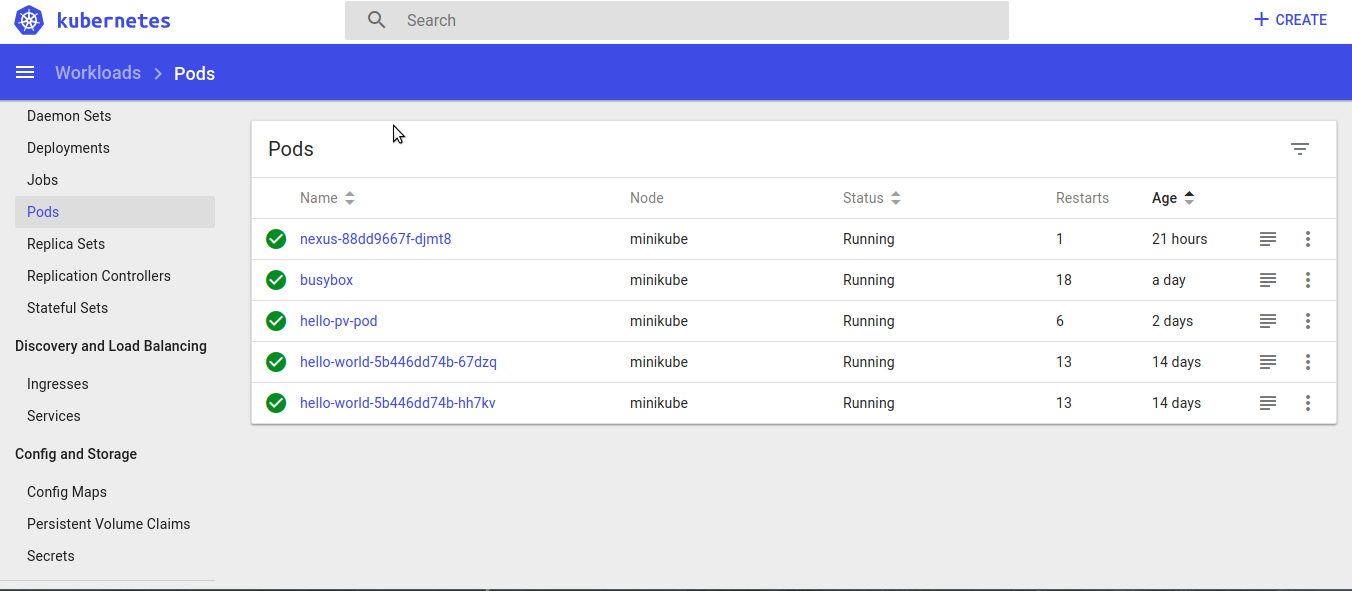 kubernetes
Search
+ CREATE
Workloads > Pods
Daemon Sets
Deployments
Jobs
Pods
Replica Sets
Replication Controllers
Stateful Sets
Discovery and Load Balancing
Ingresses
Services
Config and Storage
Config Maps
Persistent Volume Claims
Secrets
Pods
Name Node Status Restarts Age
nexus-88dd9667f-djmt8 minikube Running 1 21 hours
busybox minikube Running 18 a day
hello-pv-pod minikube Running 6 2 days
hello-world-5b446dd74b-67dzq minikube Running 13 14 days
hello-world-5b446dd74b-hh7kv minikube Running 13 14 days